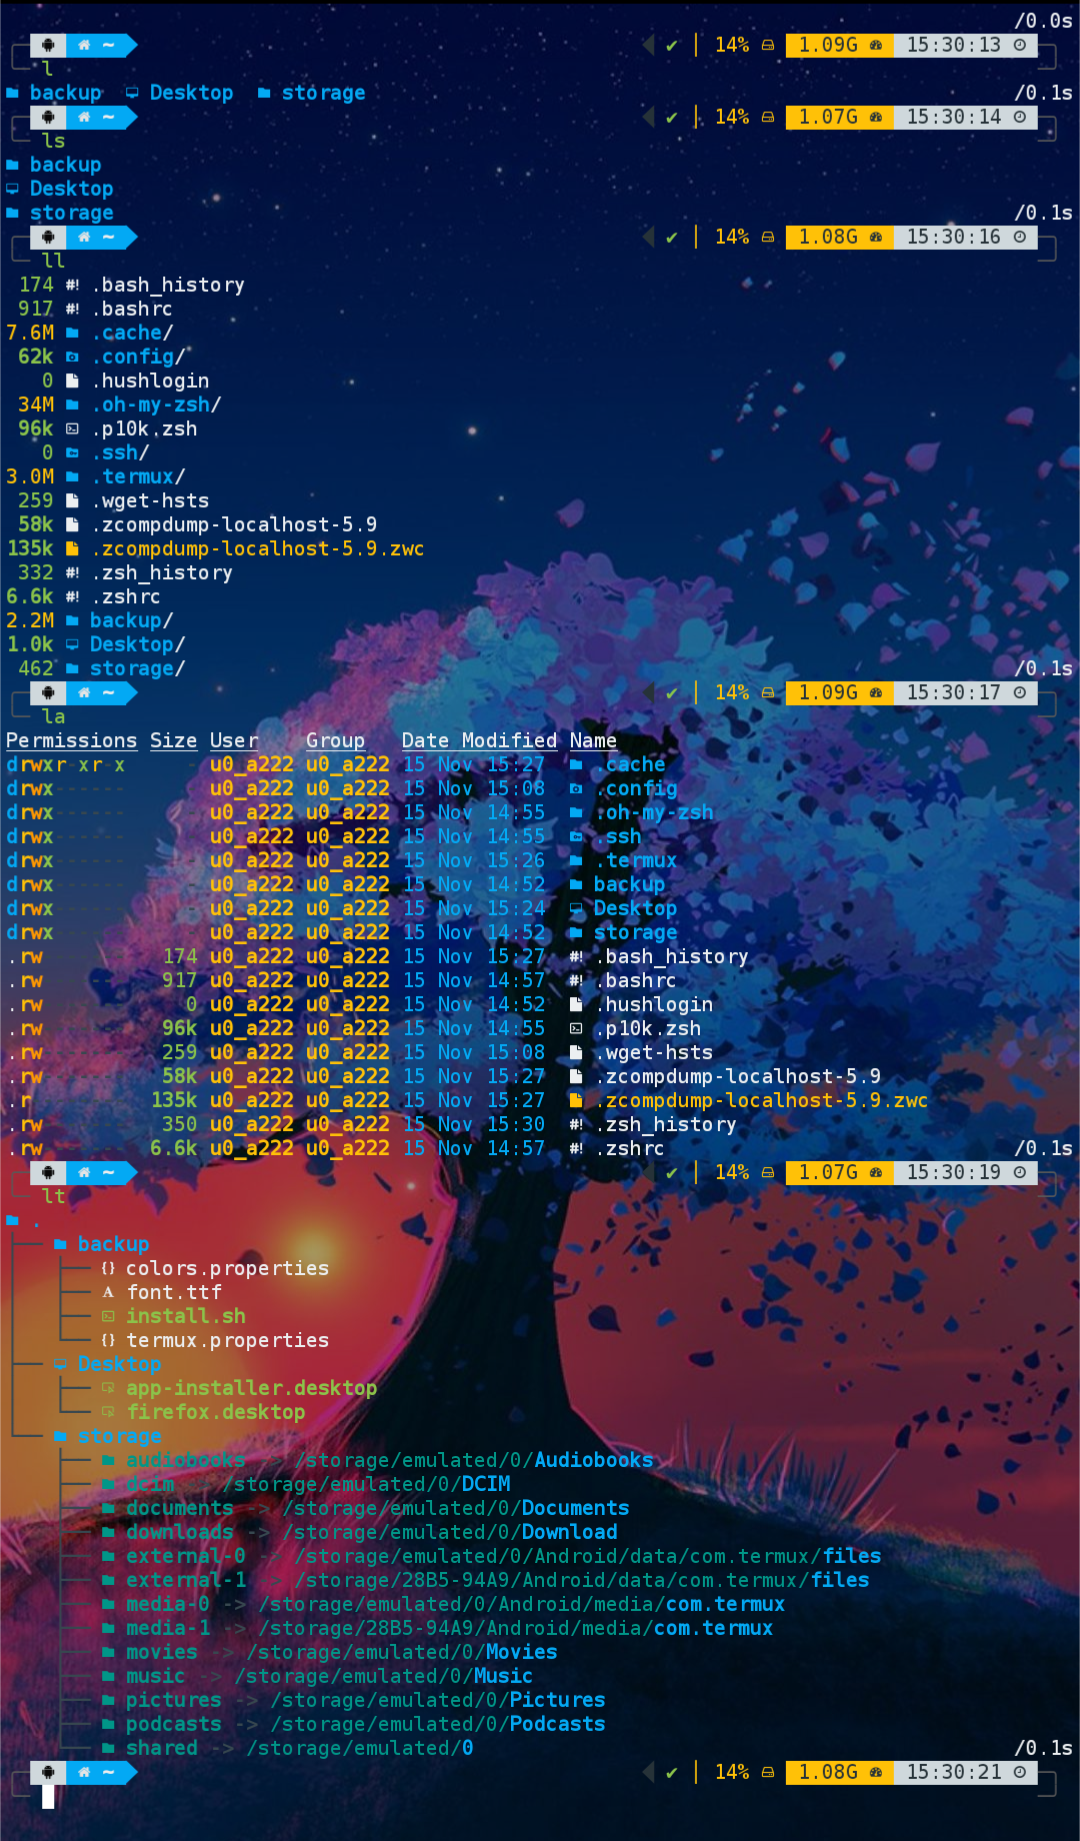 /0.0s
~ ✔ 14% 1.09G 15:30:13
l
backup Desktop storage /0.1s
~ ✔ 14% 1.07G 15:30:14
ls
backup
Desktop
storage /0.1s
~ ✔ 14% 1.08G 15:30:16
ll
174 #! .bash_history
917 #! .bashrc
7.6M .cache/
62k .config/
0 .hushlogin
34M .oh-my-zsh/
96k .p10k.zsh
0 .ssh/
3.0M .termux/
259 .wget-hsts
58k .zcompdump-localhost-5.9
135k .zcompdump-localhost-5.9.zwc
332 #! .zsh_history
6.6k #! .zshrc
2.2M backup/
1.0k Desktop/
462 storage/ /0.1s
~ ✔ 14% 1.09G 15:30:17
la
Permissions Size User Group Date Modified Name
drwxr-xr-x - u0_a222 u0_a222 15 Nov 15:27 .cache
drwx------ - u0_a222 u0_a222 15 Nov 15:08 .config
drwx------ - u0_a222 u0_a222 15 Nov 14:55 .oh-my-zsh
drwx------ - u0_a222 u0_a222 15 Nov 14:55 .ssh
drwx------ - u0_a222 u0_a222 15 Nov 15:26 .termux
drwx------ - u0_a222 u0_a222 15 Nov 14:52 backup
drwx------ - u0_a222 u0_a222 15 Nov 15:24 Desktop
drwx------ - u0_a222 u0_a222 15 Nov 14:52 storage
.rw------- 174 u0_a222 u0_a222 15 Nov 15:27 #! .bash_history
.rw------- 917 u0_a222 u0_a222 15 Nov 14:57 #! .bashrc
.rw------- 0 u0_a222 u0_a222 15 Nov 14:52 .hushlogin
.rw------- 96k u0_a222 u0_a222 15 Nov 14:55 .p10k.zsh
.rw------- 259 u0_a222 u0_a222 15 Nov 15:08 .wget-hsts
.rw------- 58k u0_a222 u0_a222 15 Nov 15:27 .zcompdump-localhost-5.9
.r-------- 135k u0_a222 u0_a222 15 Nov 15:27 .zcompdump-localhost-5.9.zwc
.rw------- 350 u0_a222 u0_a222 15 Nov 15:30 #! .zsh_history
.rw------- 6.6k u0_a222 u0_a222 15 Nov 14:57 #! .zshrc /0.1s
~ ✔ 14% 1.07G 15:30:19
lt
.
backup
{} colors.properties
A font.ttf
install.sh
{} termux.properties
Desktop
app-installer.desktop
firefox.desktop
storage
audiobooks -> /storage/emulated/0/Audiobooks
dcim -> /storage/emulated/0/DCIM
documents -> /storage/emulated/0/Documents
downloads -> /storage/emulated/0/Download
external-0 -> /storage/emulated/0/Android/data/com.termux/files
external-1 -> /storage/28B5-94A9/Android/data/com.termux/files
media-0 -> /storage/emulated/0/Android/media/com.termux
media-1 -> /storage/28B5-94A9/Android/media/com.termux
movies -> /storage/emulated/0/Movies
music -> /storage/emulated/0/Music
pictures -> /storage/emulated/0/Pictures
podcasts -> /storage/emulated/0/Podcasts
shared -> /storage/emulated/0 /0.1s
~ ✔ 14% 1.08G 15:30:21